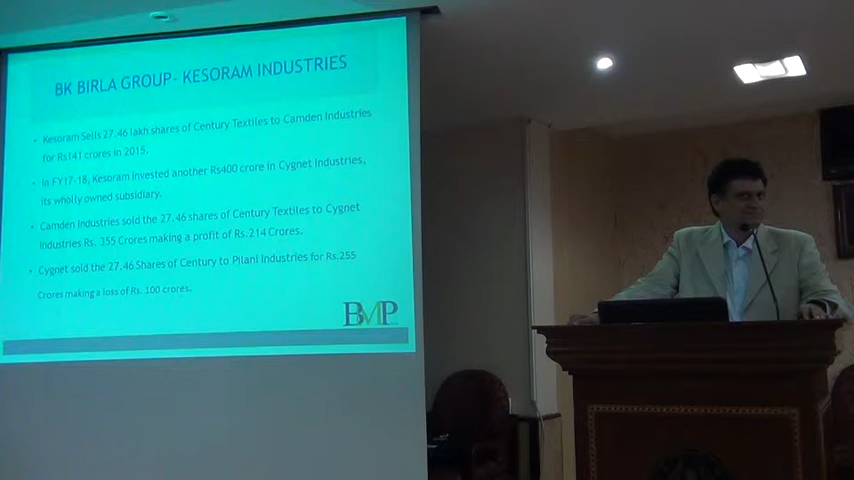 BK BIRLA GROUP- KESORAM INDUSTRIES
• Kesoram Sells 27.46 lakh shares of Century Textiles to Camden Industries
for Rs141 crores in 2015.
• In FY17-18, Kesoram invested another Rs400 crore in Cygnet Industries,
its wholly owned subsidiary.
• Camden Industries sold the 27.46 shares of Century Textiles to Cygnet
Industries Rs. 355 Crores making a profit of Rs.214 Crores.
• Cygnet sold the 27.46 Shares of Century to Pilani Industries for Rs.255
Crores making a loss of Rs. 100 crores.
BMP